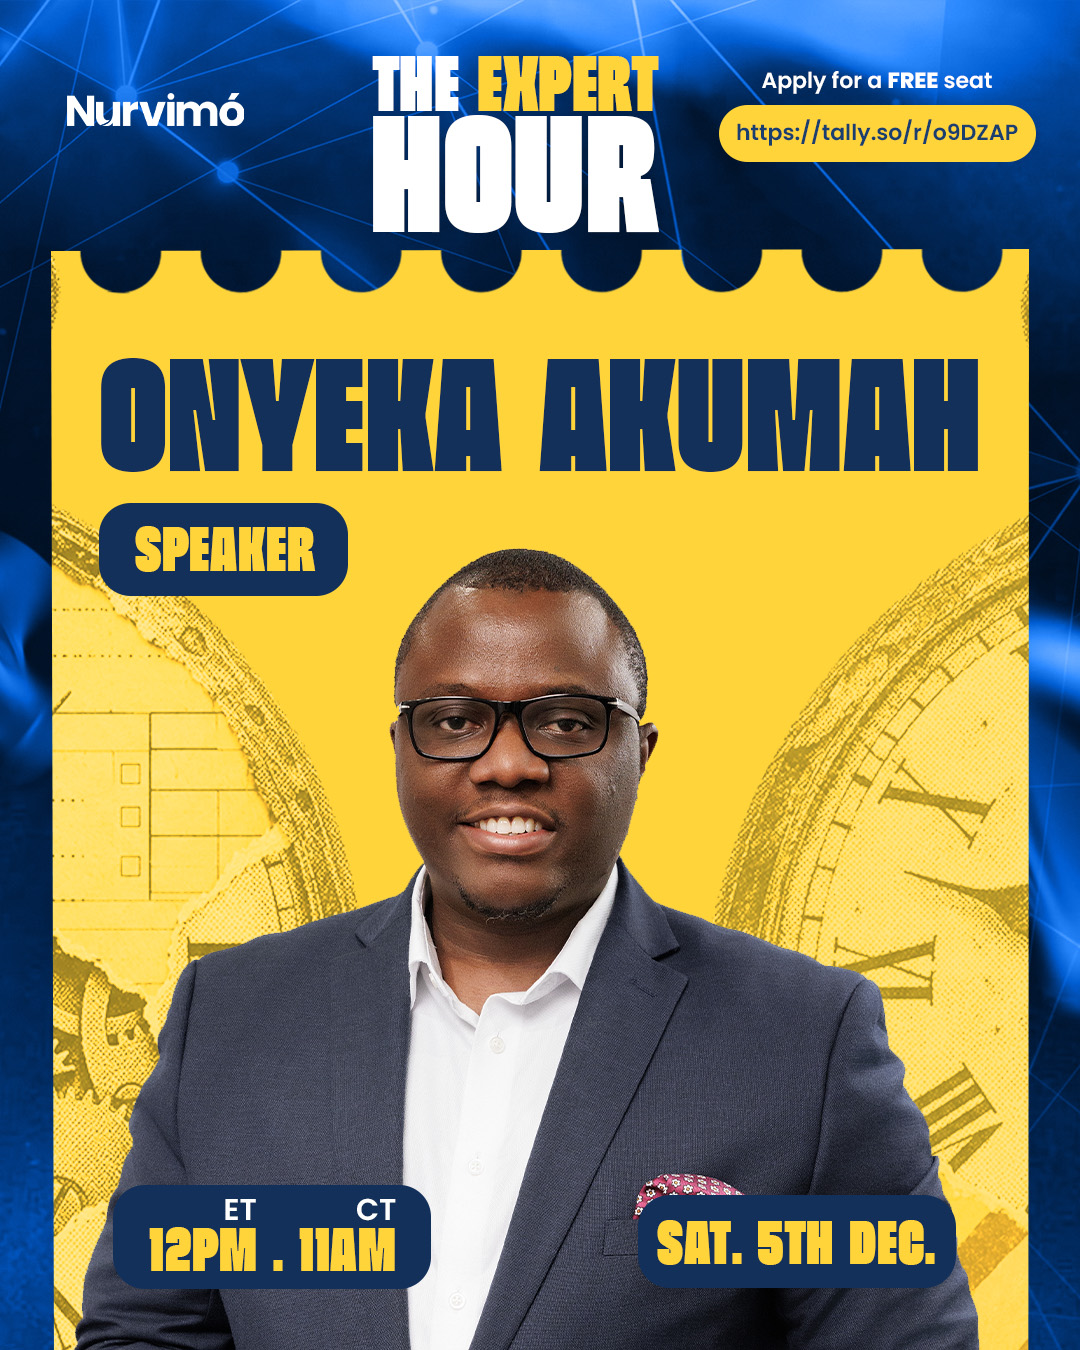 Nurvimó
THE EXPERT
HOUR
Apply for a FREE seat
https://tally.so/r/o9DZAP
ONYEKA AKUMAH
SPEAKER
ET CT
12PM . 11AM
SAT. 5TH DEC.